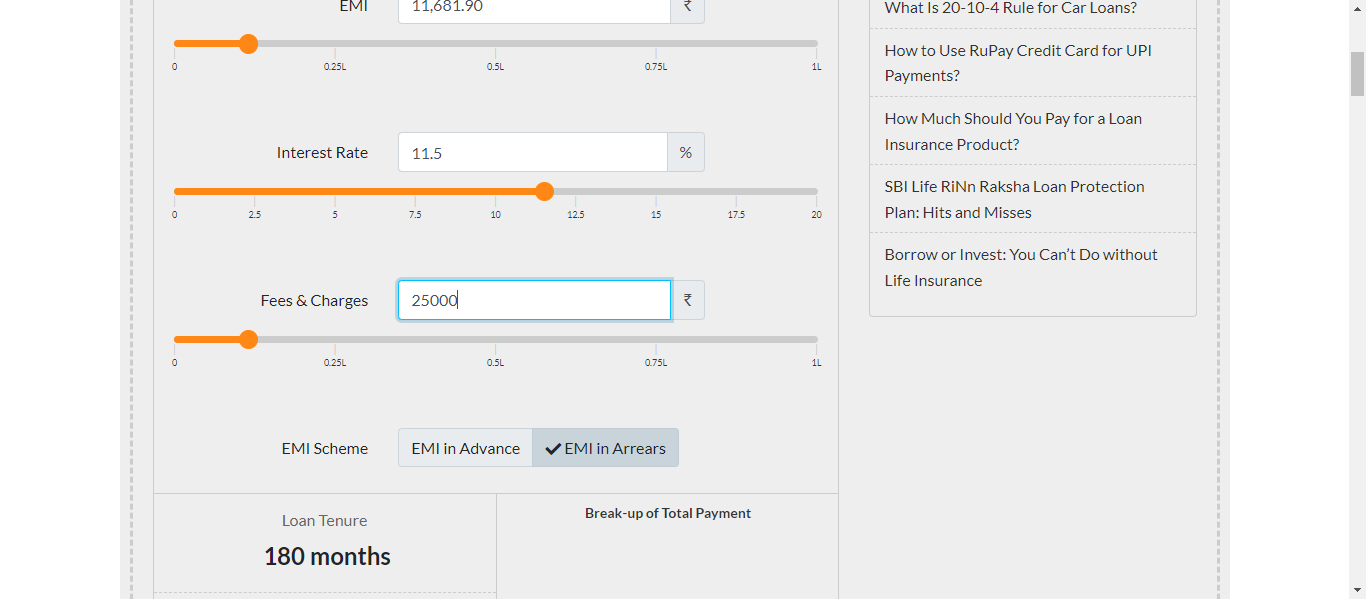 EMI
11,681.90
₹
0
0.25L
0.5L
0.75L
1L
Interest Rate
11.5
%
0
2.5
5
7.5
10
12.5
15
17.5
20
Fees & Charges
25000
₹
0
0.25L
0.5L
0.75L
1L
EMI Scheme
EMI in Advance
EMI in Arrears
Loan Tenure
180 months
Break-up of Total Payment
What Is 20-10-4 Rule for Car Loans?
How to Use RuPay Credit Card for UPI
Payments?
How Much Should You Pay for a Loan
Insurance Product?
SBI Life RiNn Raksha Loan Protection
Plan: Hits and Misses
Borrow or Invest: You Can’t Do without
Life Insurance